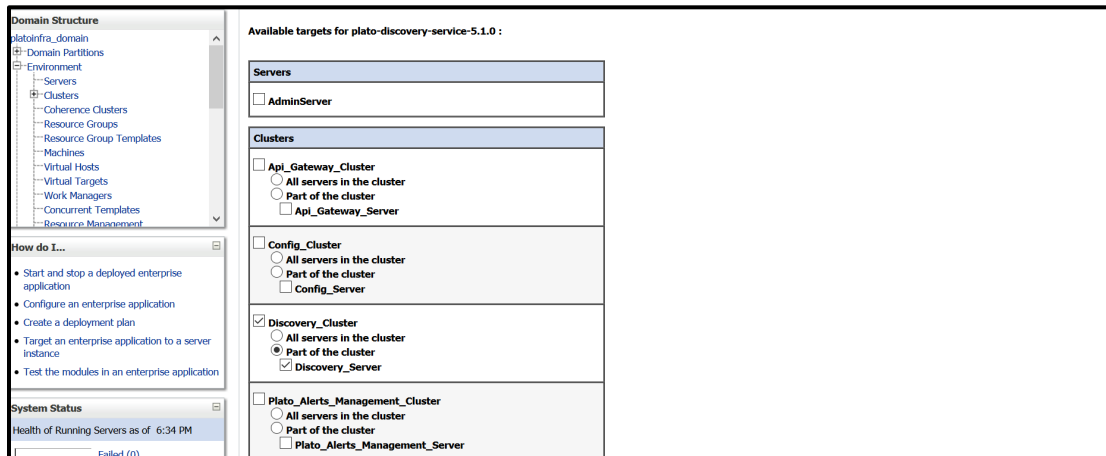 Domain Structure
platoinfra_domain
Domain Partitions
Environment
Servers
Clusters
Coherence Clusters
Resource Groups
Resource Group Templates
Machines
Virtual Hosts
Virtual Targets
Work Managers
Concurrent Templates
Resource Management
How do I...
Start and stop a deployed enterprise
application
Configure an enterprise application
Create a deployment plan
Target an enterprise application to a server
instance
Test the modules in an enterprise application
System Status
Health of Running Servers as of 6:34 PM
Failed (0)
Available targets for plato-discovery-service-5.1.0 :
Servers
AdminServer
Clusters
Api_Gateway_Cluster
All servers in the cluster
Part of the cluster
Api_Gateway_Server
Config_Cluster
All servers in the cluster
Part of the cluster
Config_Server
Discovery_Cluster
All servers in the cluster
Part of the cluster
Discovery_Server
Plato_Alerts_Management_Cluster
All servers in the cluster
Part of the cluster
Plato_Alerts_Management_Server